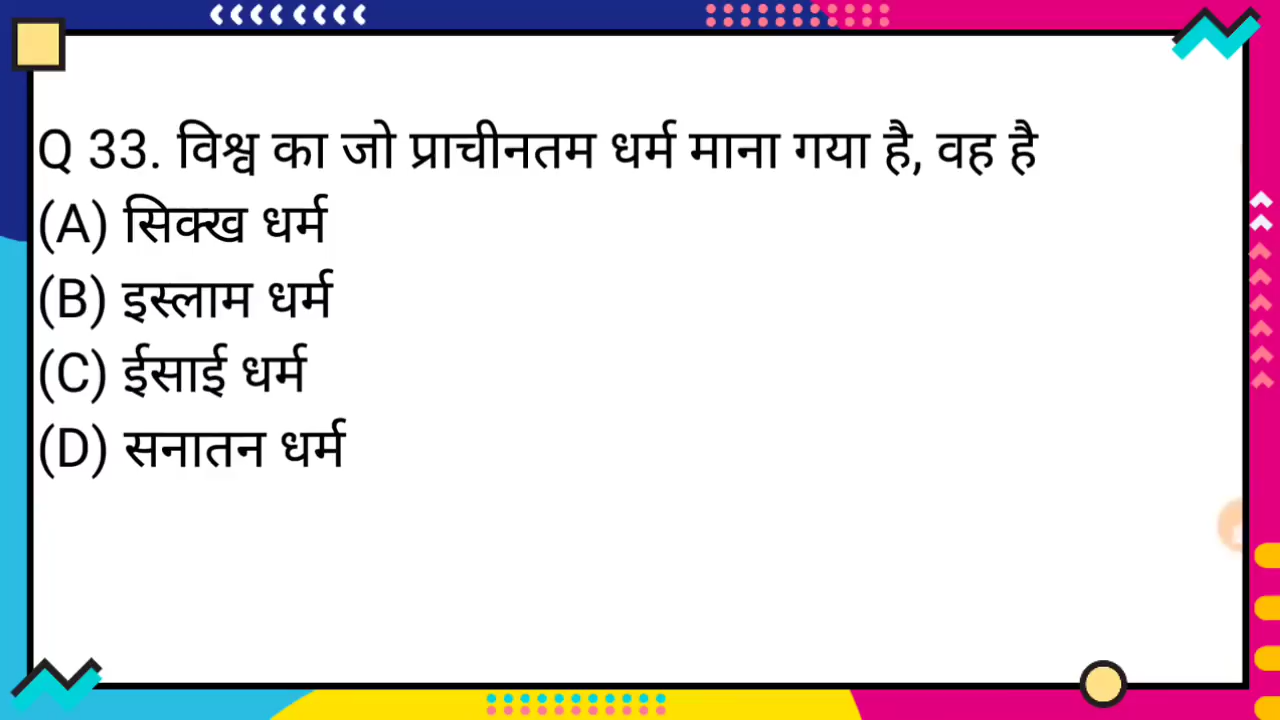 Q 33. विश्व का जो प्राचीनतम धर्म माना गया है, वह है
(A) सिक्ख धर्म
(B) इस्लाम धर्म
(C) ईसाई धर्म
(D) सनातन धर्म